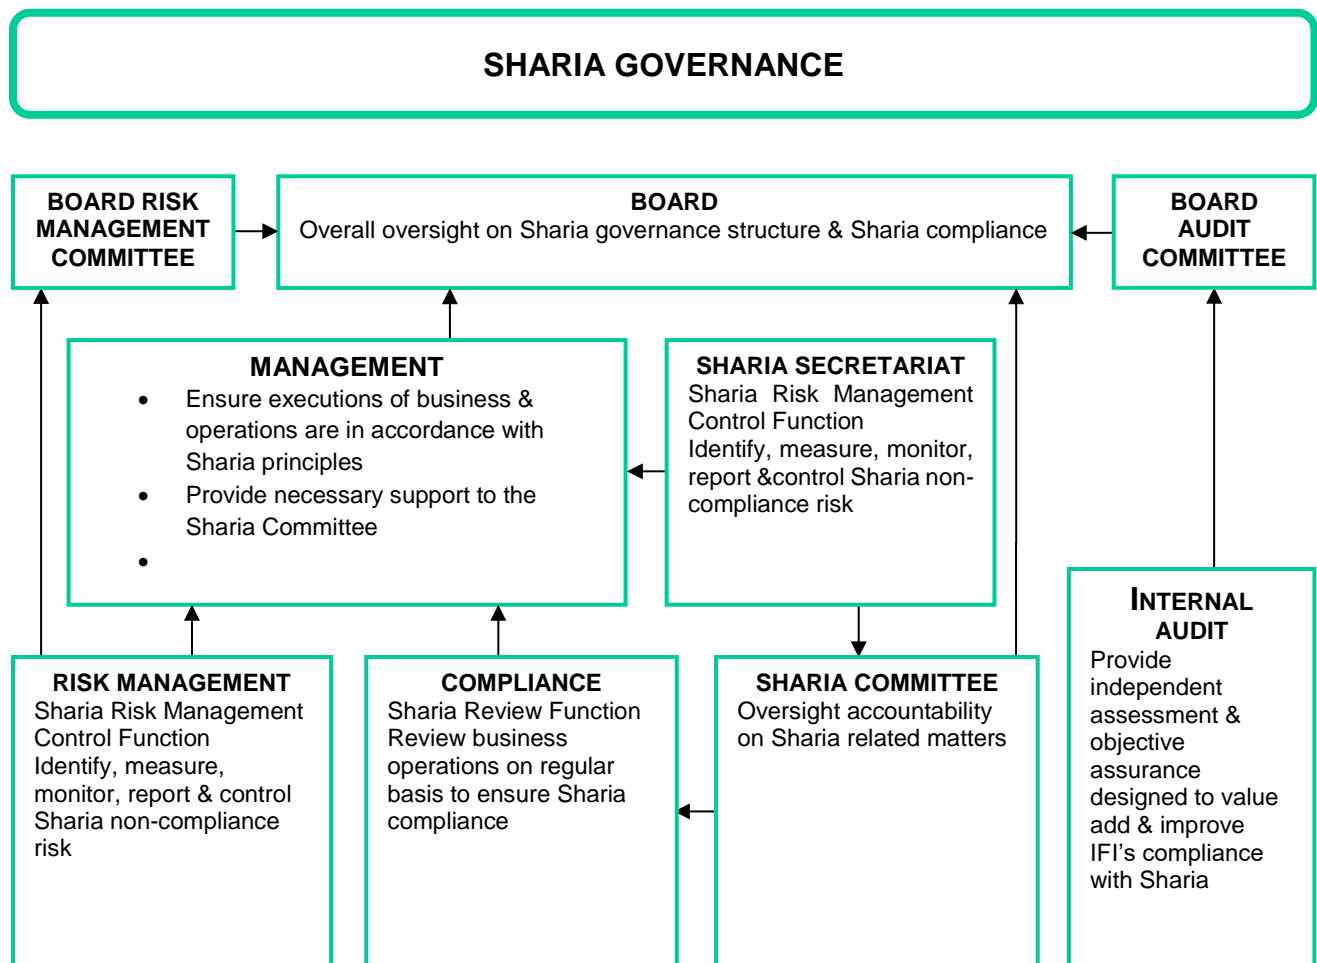 SHARIA GOVERNANCE
BOARD RISK
MANAGEMENT
COMMITTEE
BOARD
Overall oversight on Sharia governance structure & Sharia compliance
BOARD
AUDIT
COMMITTEE
MANAGEMENT
• Ensure executions of business &
operations are in accordance with
Sharia principles
• Provide necessary support to the
Sharia Committee
•
SHARIA SECRETARIAT
Sharia Risk Management
Control Function
Identify, measure, monitor,
report &control Sharia non-
compliance risk
RISK MANAGEMENT
Sharia Risk Management
Control Function
Identify, measure,
monitor, report & control
Sharia non-compliance
risk
COMPLIANCE
Sharia Review Function
Review business
operations on regular
basis to ensure Sharia
compliance
SHARIA COMMITTEE
Oversight accountability
on Sharia related matters
INTERNAL
AUDIT
Provide
independent
assessment &
objective
assurance
designed to value
add & improve
IFI's compliance
with Sharia